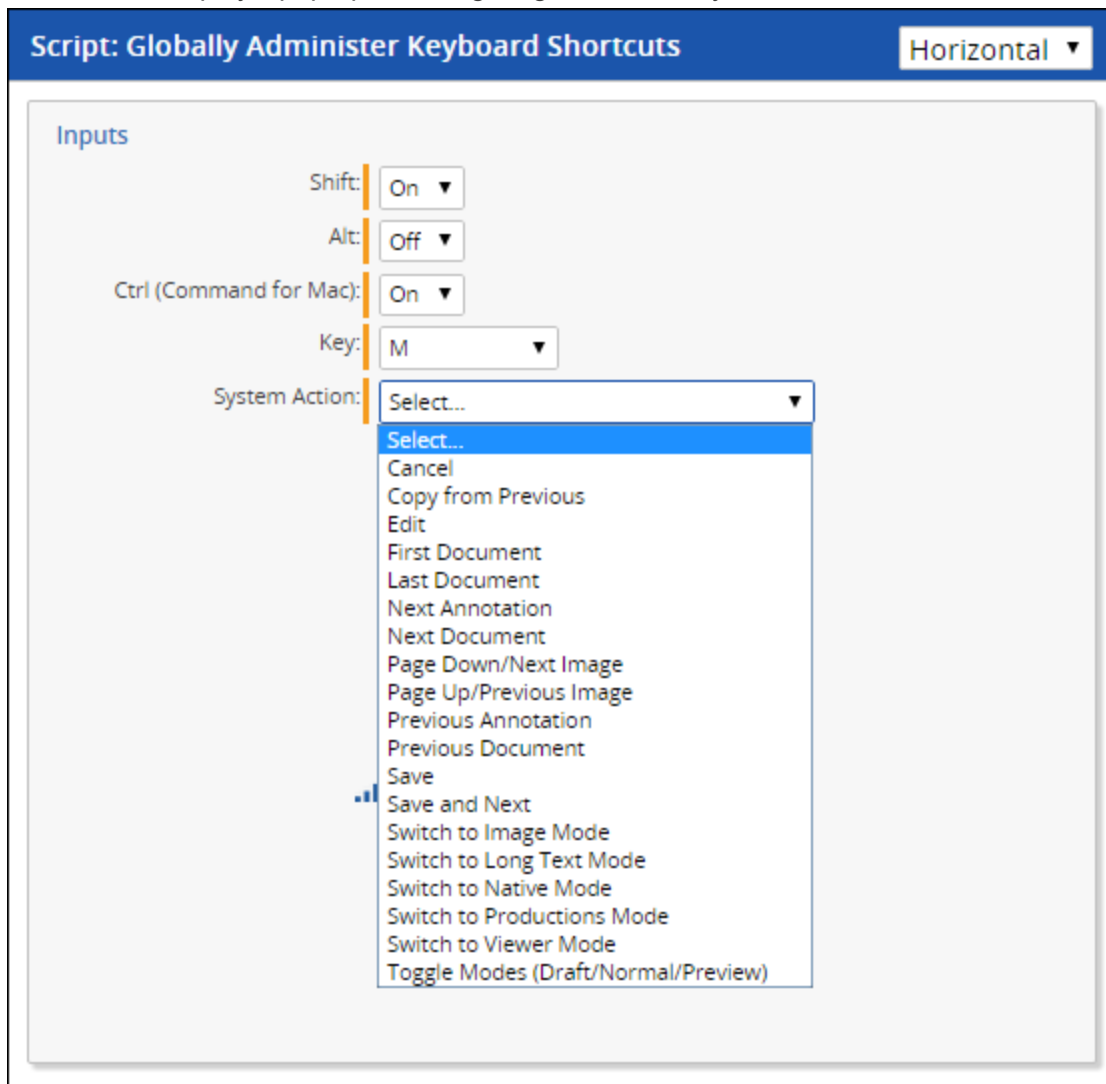 Script: Globally Administer Keyboard Shortcuts Horizontal
Inputs
Shift: On
Alt: Off
Ctrl (Command for Mac): On
Key: M
System Action: Select...
Select...
Cancel
Copy from Previous
Edit
First Document
Last Document
Next Annotation
Next Document
Page Down/Next Image
Page Up/Previous Image
Previous Annotation
Previous Document
Save
Save and Next
Switch to Image Mode
Switch to Long Text Mode
Switch to Native Mode
Switch to Productions Mode
Switch to Viewer Mode
Toggle Modes (Draft/Normal/Preview)